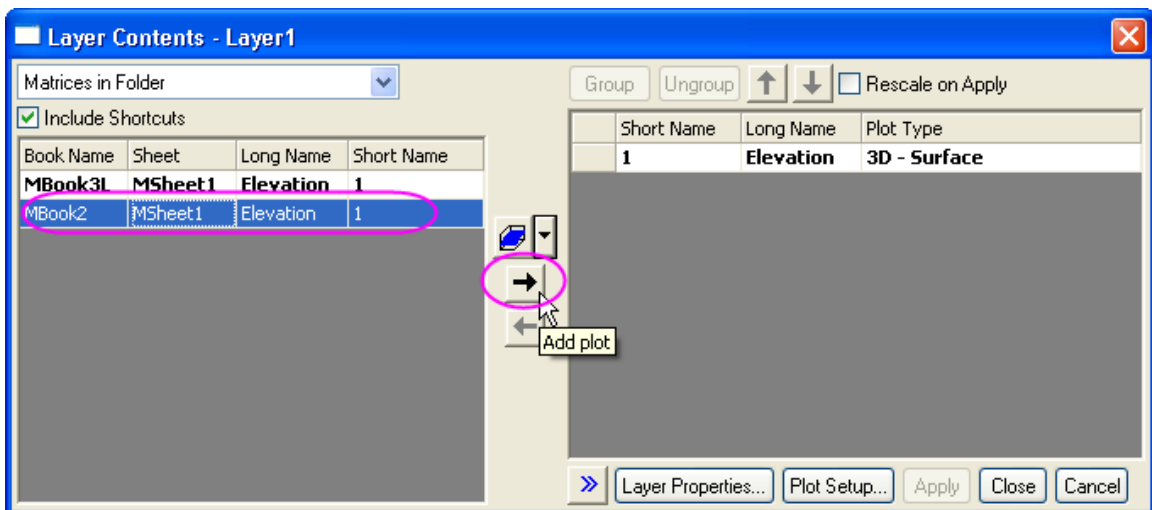 Layer Contents - Layer1
Matrices in Folder
Include Shortcuts
Book Name Sheet Long Name Short Name
MBook3L MSheet1 Elevation 1
MBook2 MSheet1 Elevation 1
Add plot
Group Ungroup Rescale on Apply
Short Name Long Name Plot Type
1 Elevation 3D - Surface
Layer Properties... Plot Setup... Apply Close Cancel